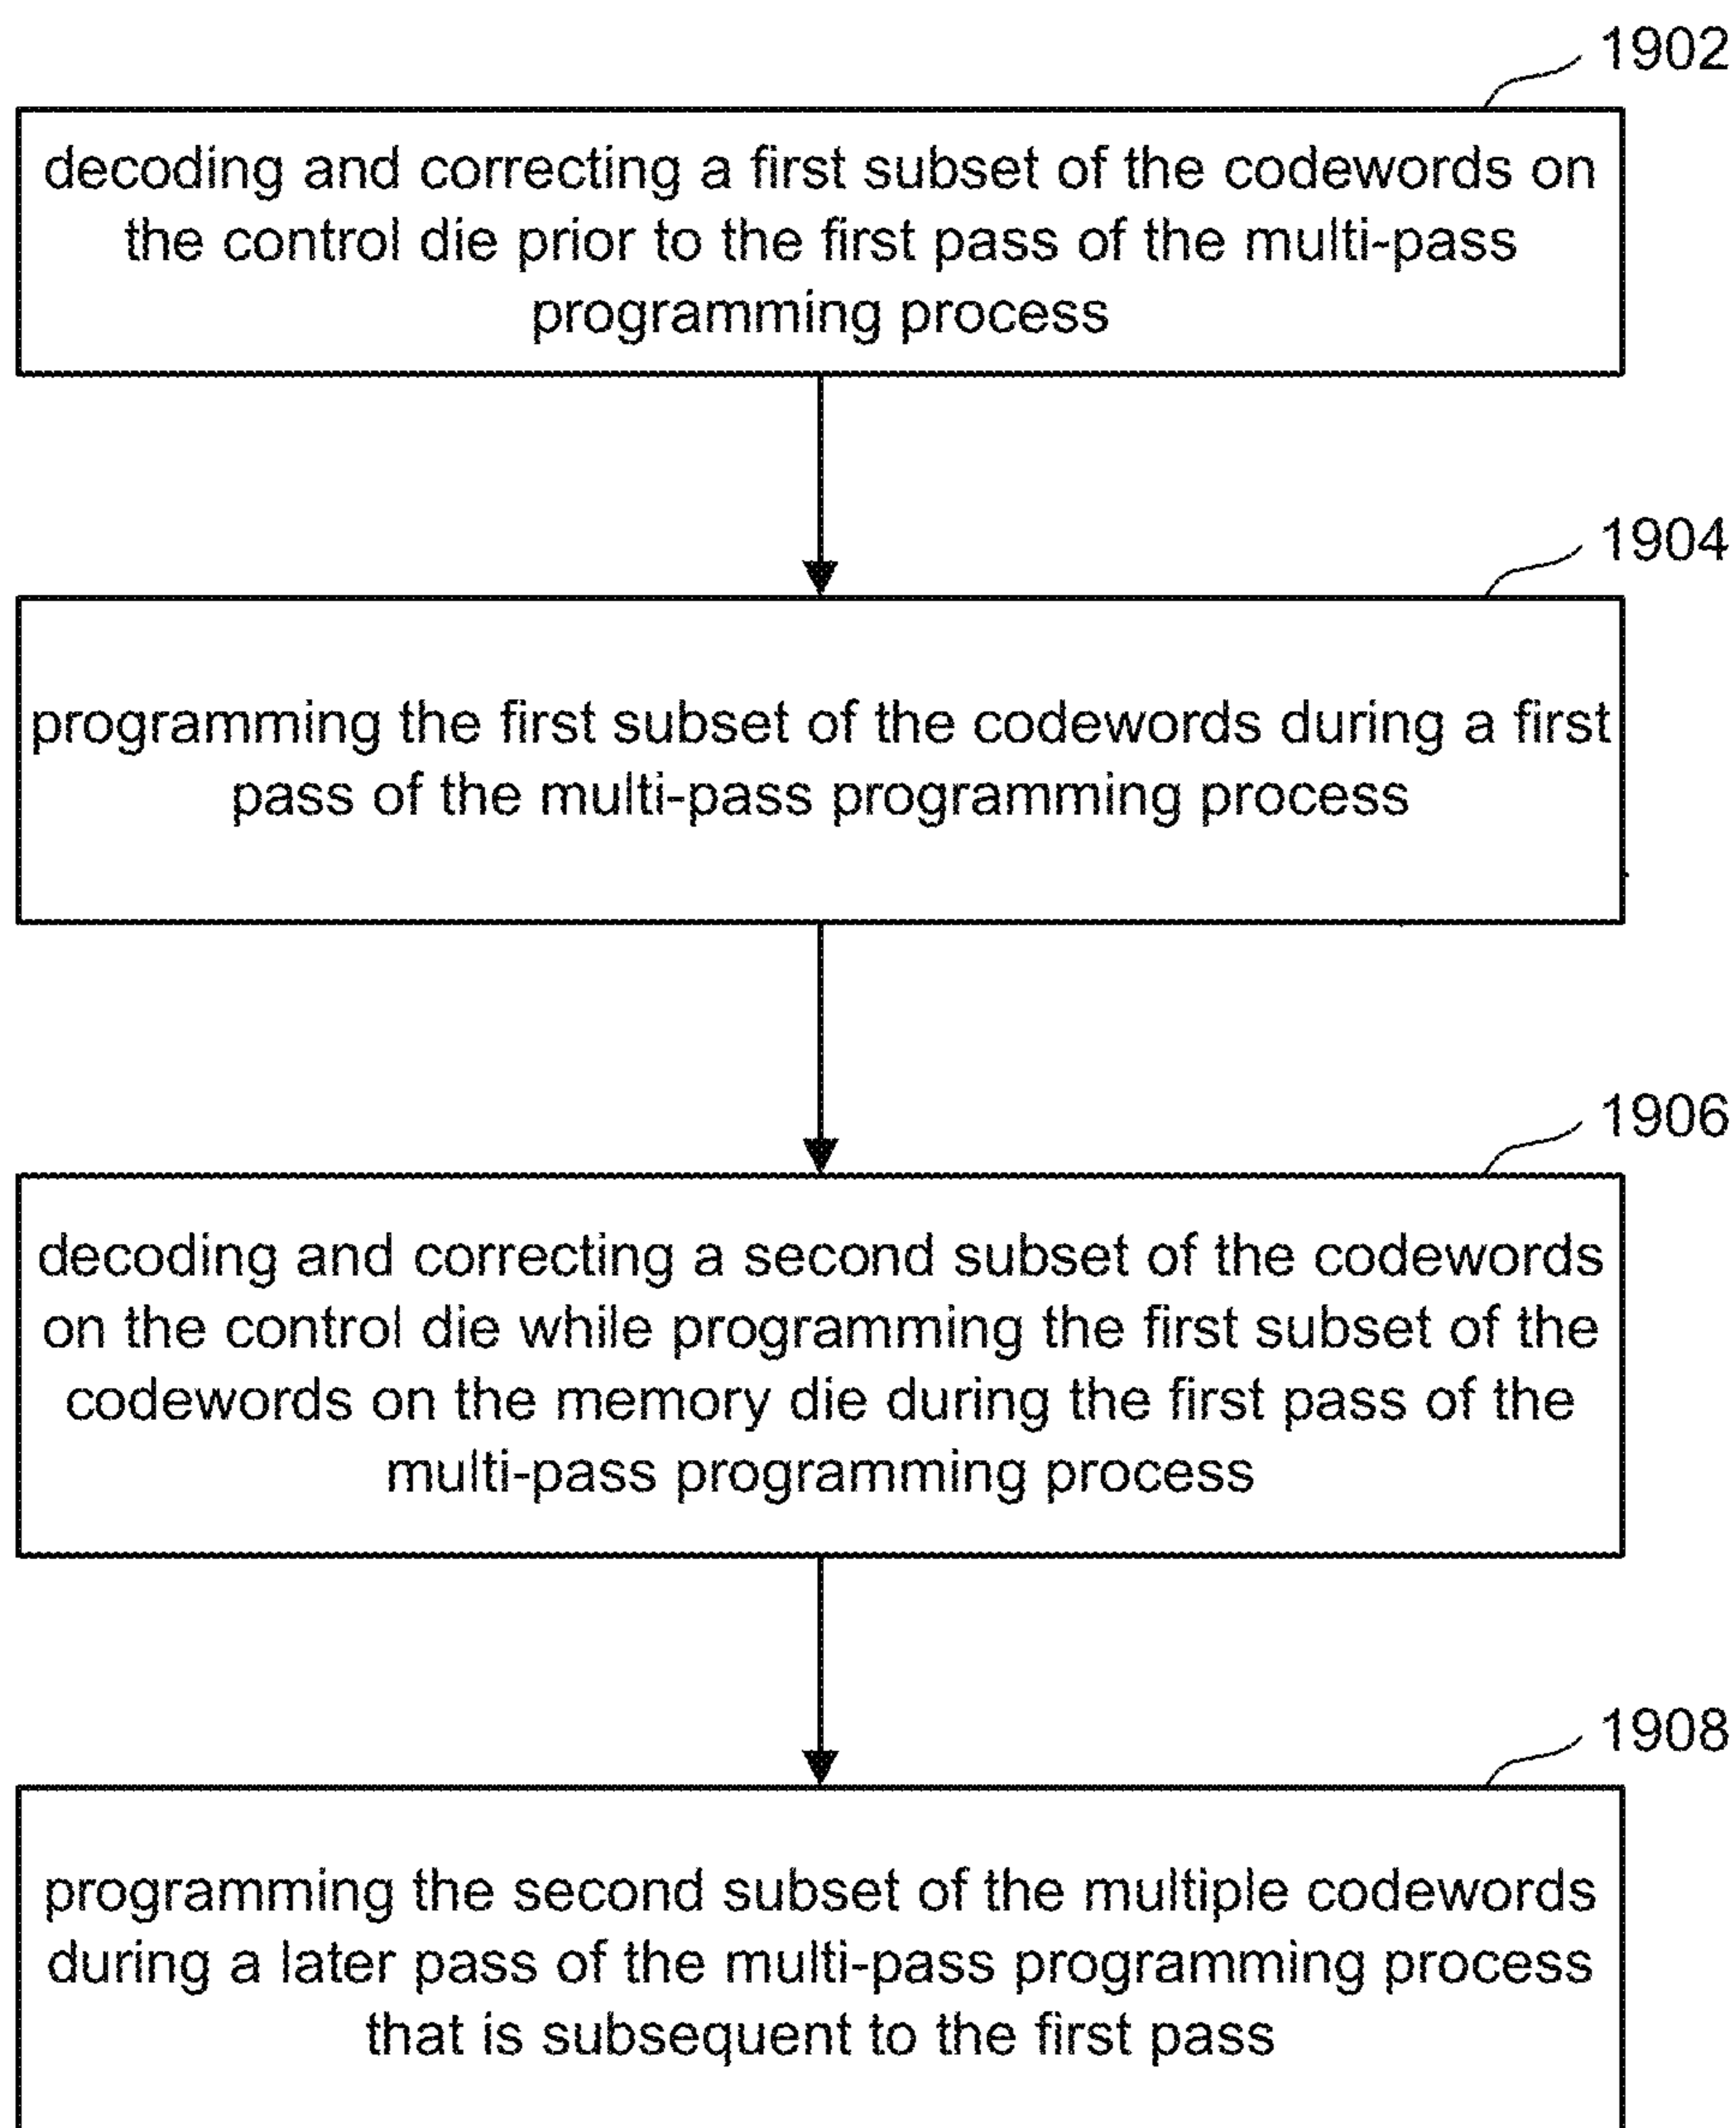 1902
decoding and correcting a first subset of the codewords on
the control die prior to the first pass of the multi-pass
programming process
1904
programming the first subset of the codewords during a first
pass of the multi-pass programming process
1906
decoding and correcting a second subset of the codewords
on the control die while programming the first subset of the
codewords on the memory die during the first pass of the
multi-pass programming process
1908
programming the second subset of the multiple codewords
during a later pass of the multi-pass programming process
that is subsequent to the first pass